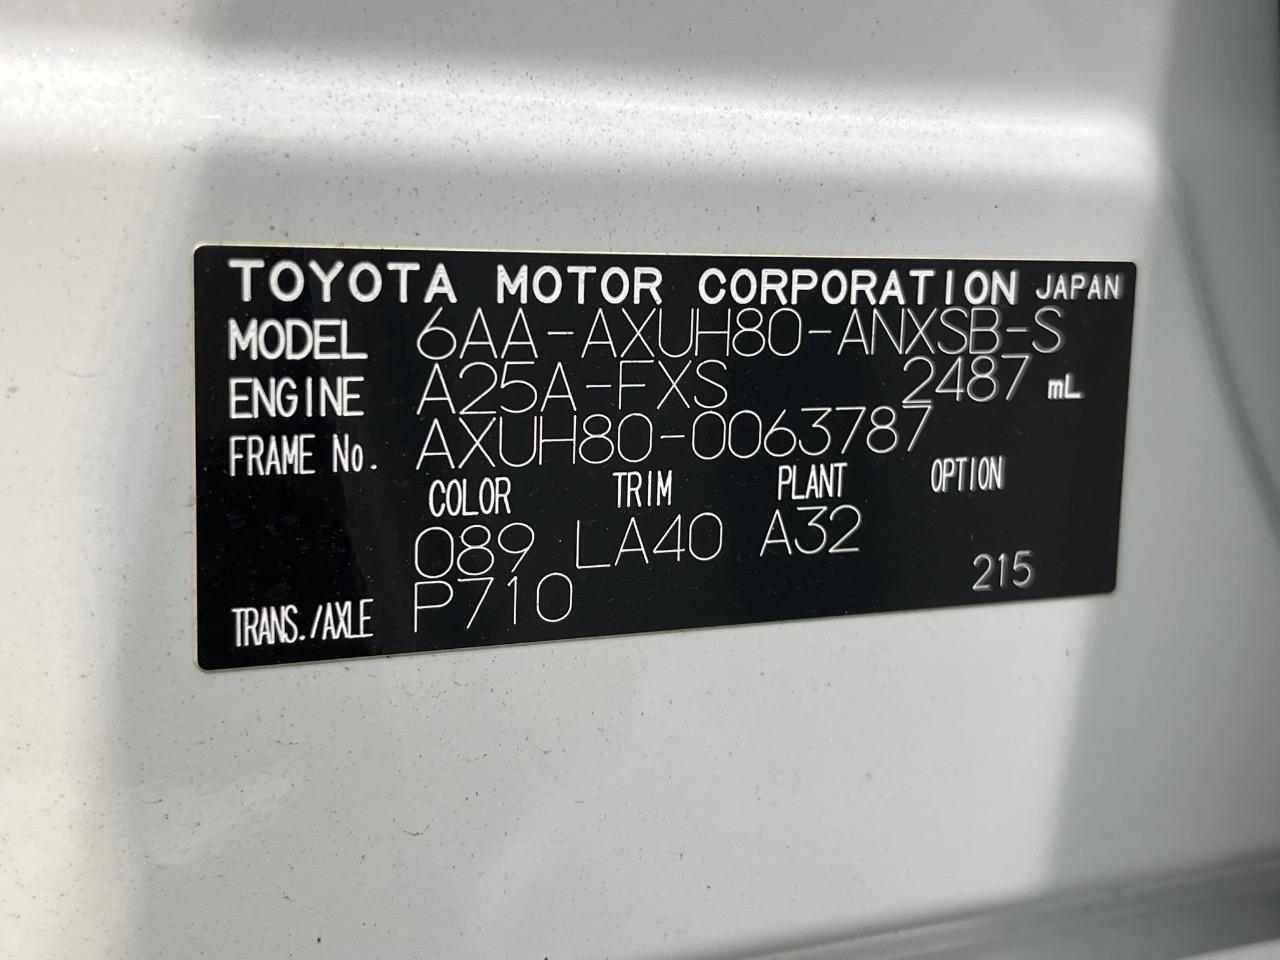 TOYOTA MOTOR CORPORATION JAPAN
MODEL 6AA-AXUH80-ANXSB-S
ENGINE A25A-FXS 2487 mL
FRAME No. AXUH80-0063787
COLOR TRIM PLANT OPTION
089 LA40 A32
TRANS./AXLE P710 215